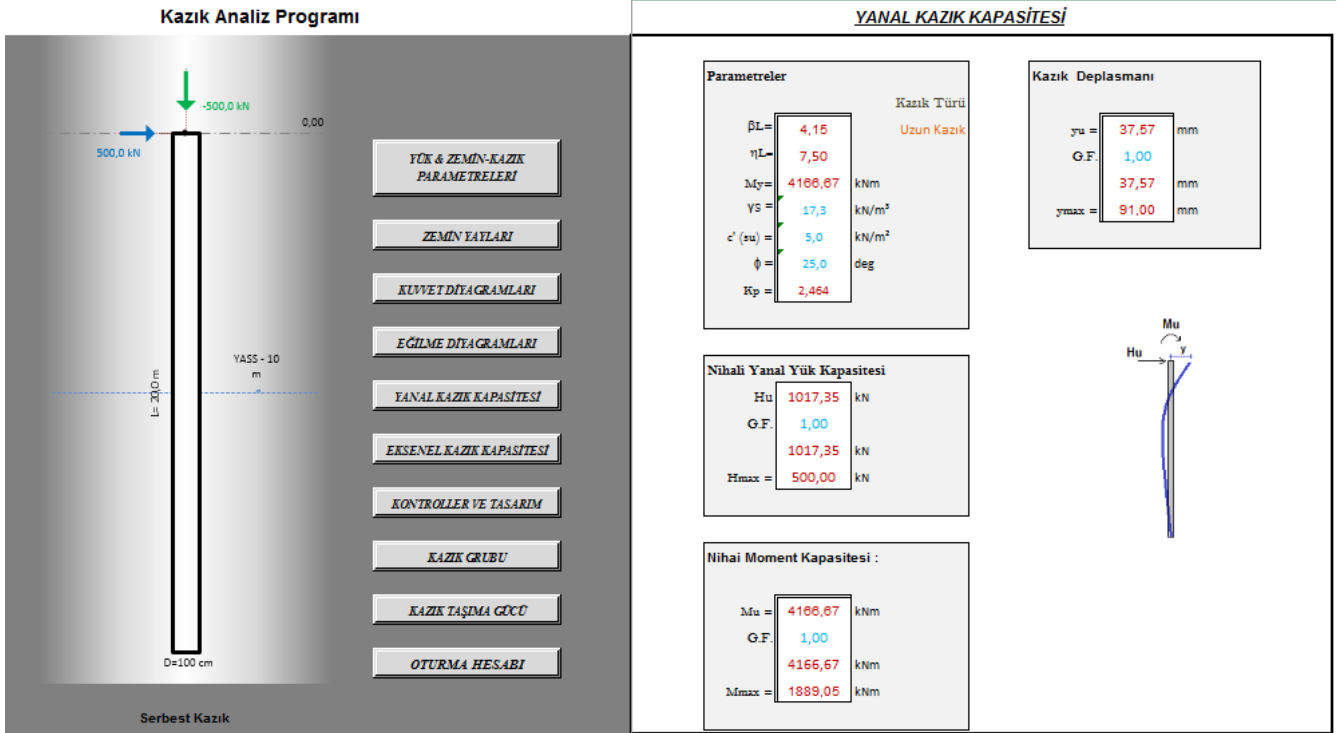 Kazık Analiz Programı
-500,0 kN
0,00
500,0 kN
YASS - 10
m
L= 20,0 m
D=100 cm
Serbest Kazık
YÜK & ZEMİN-KAZIK
PARAMETRELERİ
ZEMİN YAYLARI
KUVVET DİYAGRAMLARI
EĞİLME DİYAGRAMLARI
YANAL KAZIK KAPASİTESİ
EKSENEL KAZIK KAPASİTESİ
KONTROLLER VE TASARIM
KAZIK GRUBU
KAZIK TAŞIMA GÜCÜ
OTURMA HESABI
YANAL KAZIK KAPASİTESİ
Parametreler
Kazık Türü
βL= 4,15 Uzun Kazık
ηL= 7,50
My= 4166,67 kNm
γs = 17,3 kN/m³
c' (su) = 5,0 kN/m²
ϕ = 25,0 deg
Kp = 2,464
Nihali Yanal Yük Kapasitesi
Hu 1017,35 kN
G.F. 1,00
1017,35 kN
Hmax = 500,00 kN
Nihai Moment Kapasitesi :
Mu = 4166,67 kNm
G.F. 1,00
4166,67 kNm
Mmax = 1889,05 kNm
Kazık Deplasmanı
yu = 37,57 mm
G.F. 1,00
37,57 mm
ymax = 91,00 mm
Mu
Hu
y